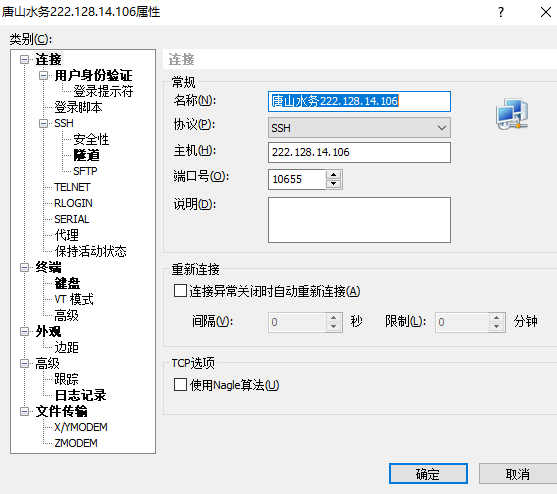 唐山水务222.128.14.106属性
类别(C):
连接
用户身份验证
登录提示符
登录脚本
SSH
安全性
隧道
SFTP
TELNET
RLOGIN
SERIAL
代理
保持活动状态
终端
键盘
VT 模式
高级
外观
边距
高级
跟踪
日志记录
文件传输
X/YMODEM
ZMODEM
连接
常规
名称(N): 唐山水务222.128.14.106
协议(P): SSH
主机(H): 222.128.14.106
端口号(O): 10655
说明(D):
重新连接
连接异常关闭时自动重新连接(A)
间隔(V): 0 秒 限制(L): 0 分钟
TCP选项
使用Nagle算法(U)
确定 取消